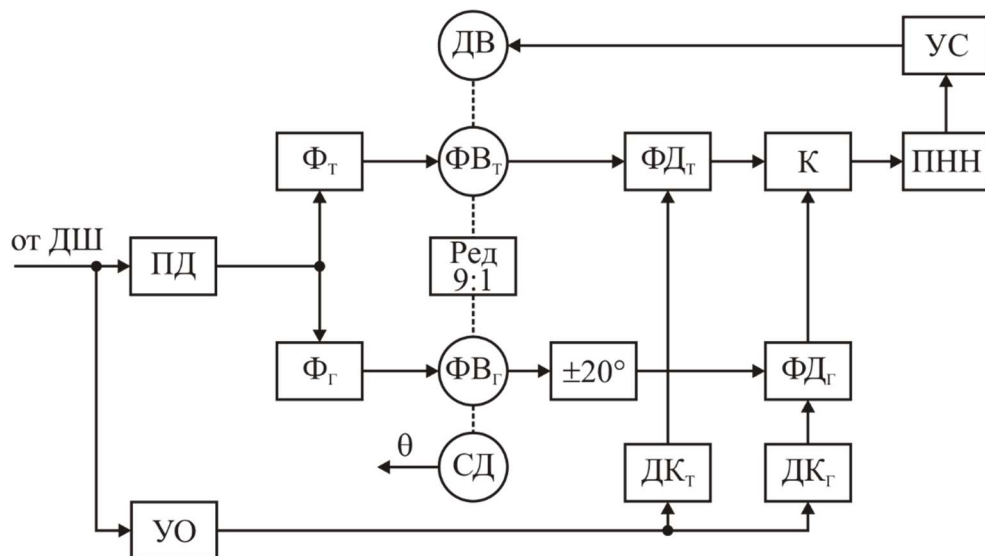 ДВ
УС
Фт
ФВт
ФДт
К
ПНН
от ДШ
ПД
Ред
9:1
Фг
ФВг
±20°
ФДг
θ
СД
ДКт
ДКг
УО